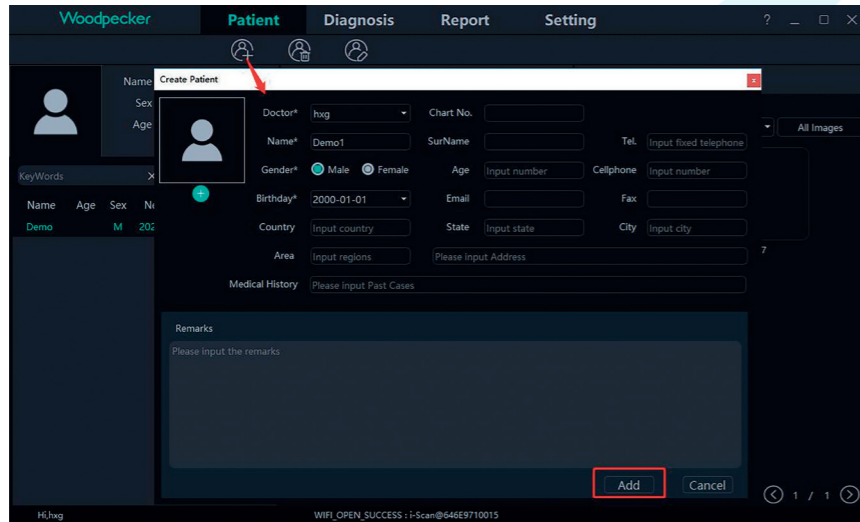 Woodpecker Patient Diagnosis Report Setting ?
Create Patient
Name
Sex
Age
Doctor* hxg Chart No.
Name* Demo1 SurName Tel. Input fixed telephone
Gender* Male Female Age Input number Cellphone Input number
Birthday* 2000-01-01 Email Fax
Country Input country State Input state City Input city
Area Input regions Please input Address
Medical History Please input Past Cases
Remarks
Please input the remarks
Add Cancel
All Images
KeyWords
Name Age Sex
Demo M 202
7
1 / 1
Hi,hxg WIFI_OPEN_SUCCESS : i-Scan@646E9710015